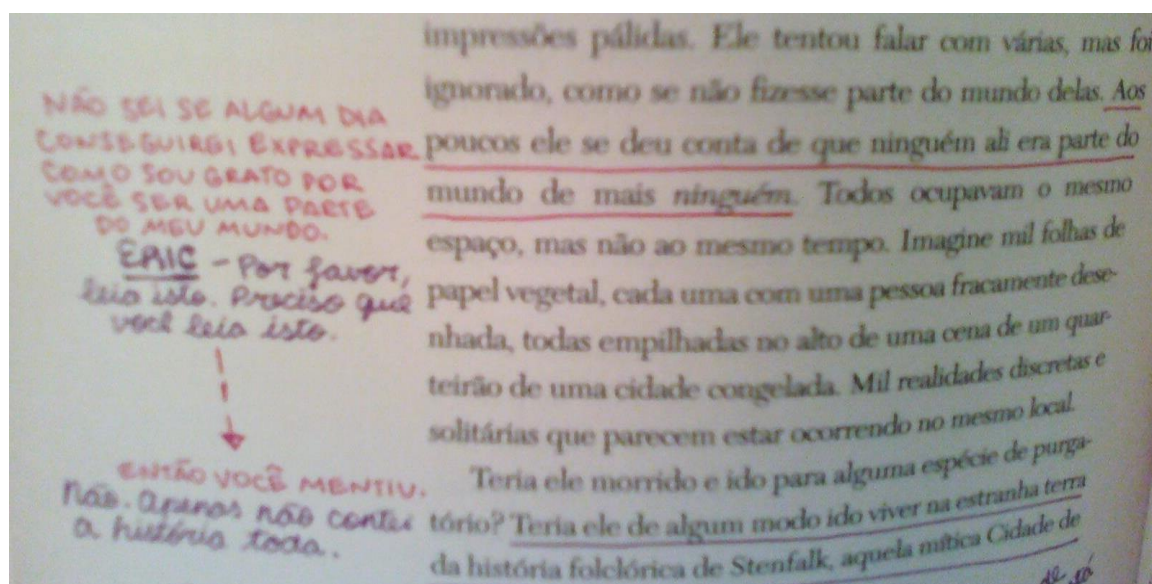 NÃO SEI SE ALGUM DIA
CONSEGUIREI EXPRESSAR
COMO SOU GRATO POR
VOCÊ SER UMA PARTE
DO MEU MUNDO.
ERIC – Por favor,
leia isto. Preciso que
você leia isto.
ENTÃO VOCÊ MENTIU.
Não. Apenas não contei
a história toda.
impressões pálidas. Ele tentou falar com várias, mas foi
ignorado, como se não fizesse parte do mundo delas. Aos
poucos ele se deu conta de que ninguém ali era parte do
mundo de mais ninguém. Todos ocupavam o mesmo
espaço, mas não ao mesmo tempo. Imagine mil folhas de
papel vegetal, cada uma com uma pessoa fracamente dese-
nhada, todas empilhadas no alto de uma cena de um quar-
teirão de uma cidade congelada. Mil realidades discretas e
solitárias que parecem estar ocorrendo no mesmo local.
Teria ele morrido e ido para alguma espécie de purga-
tório? Teria ele de algum modo ido viver na estranha terra
da história folclórica de Stenfalk, aquela mítica Cidade de